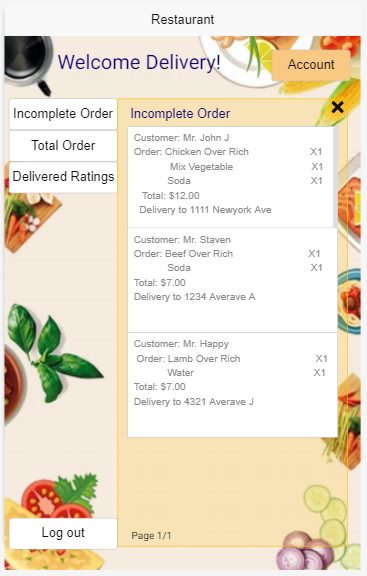 Restaurant
Welcome Delivery!
Account
Incomplete Order
Total Order
Delivered Ratings
Log out
Incomplete Order
Customer: Mr. John J
Order: Chicken Over Rich X1
Mix Vegetable X1
Soda X1
Total: $12.00
Delivery to 1111 Newyork Ave
Customer: Mr. Staven
Order: Beef Over Rich X1
Soda X1
Total: $7.00
Delivery to 1234 Averave A
Customer: Mr. Happy
Order: Lamb Over Rich X1
Water X1
Total: $7.00
Delivery to 4321 Averave J
Page 1/1